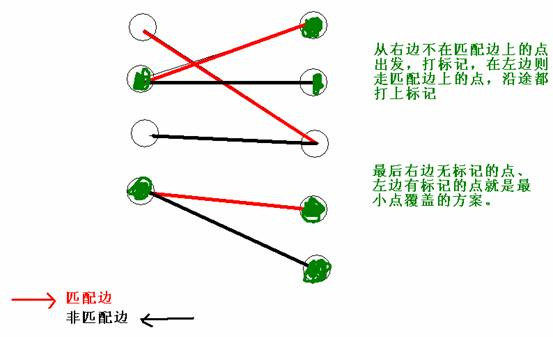 从右边不在匹配边上的点
出发，打标记，在左边则
走匹配边上的点，沿途都
打上标记
最后右边无标记的点、
左边有标记的点就是最
小点覆盖的方案。
匹配边
非匹配边